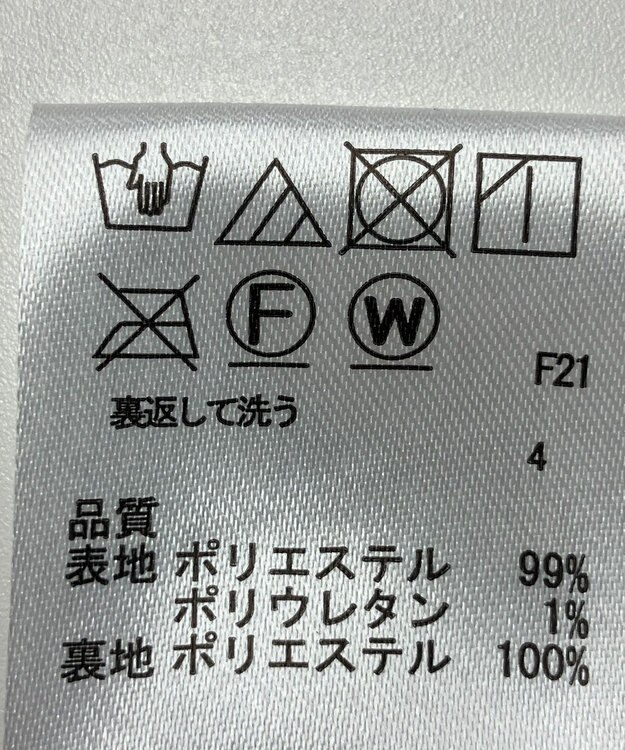 F W
F21
裏返して洗う
4
品質
表地 ポリエステル 99%
ポリウレタン 1%
裏地 ポリエステル 100%